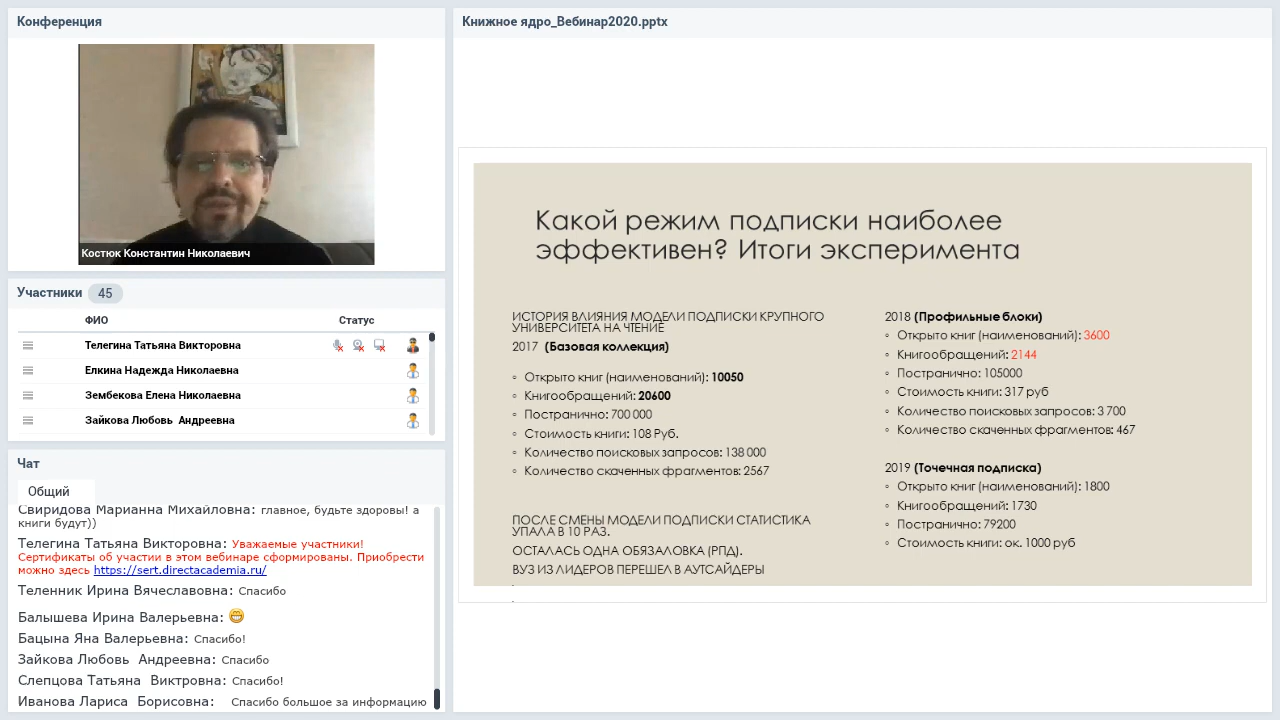 Конференция
Костюк Константин Николаевич
Участники 45
ФИО Статус
Телегина Татьяна Викторовна
Елкина Надежда Николаевна
Зембекова Елена Николаевна
Зайкова Любовь  Андреевна
Чат
Общий
Свиридова Марианна Михайловна: главное, будьте здоровы! а
книги будут))
Телегина Татьяна Викторовна: Уважаемые участники!
Сертификаты об участии в этом вебинаре сформированы. Приобрести
можно здесь https://sert.directacademia.ru/
Теленник Ирина Вячеславовна: Спасибо
Балышева Ирина Валерьевна: 😁
Бацына Яна Валерьевна: Спасибо!
Зайкова Любовь  Андреевна: Спасибо
Слепцова Татьяна  Виктровна: Спасибо!
Иванова Лариса  Борисовна: Спасибо большое за информацию
Книжное ядро_Вебинар2020.pptx
Какой режим подписки наиболее
эффективен? Итоги эксперимента
ИСТОРИЯ ВЛИЯНИЯ МОДЕЛИ ПОДПИСКИ КРУПНОГО
УНИВЕРСИТЕТА НА ЧТЕНИЕ
2017 (Базовая коллекция)
◦ Открыто книг (наименований): 10050
◦ Книгообращений: 20600
◦ Постранично: 700 000
◦ Стоимость книги: 108 Руб.
◦ Количество поисковых запросов: 138 000
◦ Количество скаченных фрагментов: 2567
ПОСЛЕ СМЕНЫ МОДЕЛИ ПОДПИСКИ СТАТИСТИКА
УПАЛА В 10 РАЗ.
ОСТАЛАСЬ ОДНА ОБЯЗАЛОВКА (РПД).
ВУЗ ИЗ ЛИДЕРОВ ПЕРЕШЕЛ В АУТСАЙДЕРЫ
.
.
2018 (Профильные блоки)
◦ Открыто книг (наименований): 3600
◦ Книгообращений: 2144
◦ Постранично: 105000
◦ Стоимость книги: 317 руб
◦ Количество поисковых запросов: 3 700
◦ Количество скаченных фрагментов: 467
2019 (Точечная подписка)
◦ Открыто книг (наименований): 1800
◦ Книгообращений: 1730
◦ Постранично: 79200
◦ Стоимость книги: ок. 1000 руб